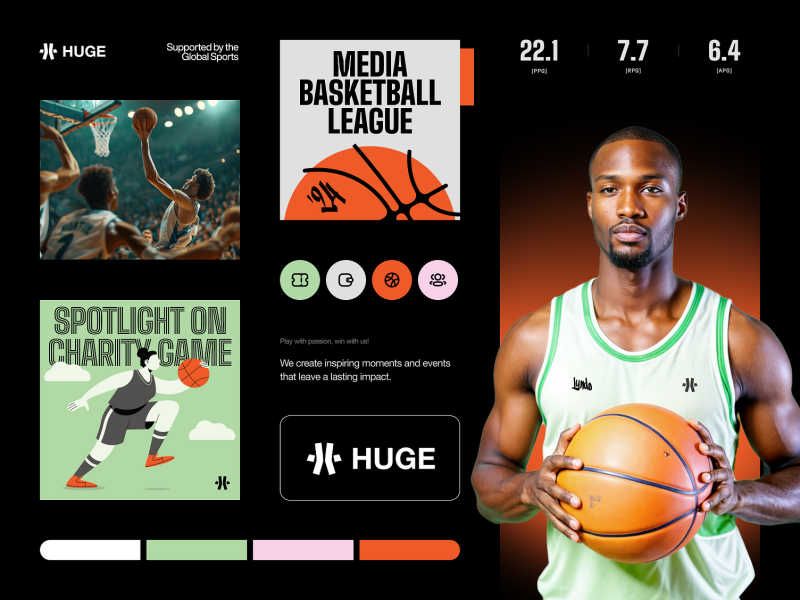 HUGE
Supported by the
Global Sports
MEDIA
BASKETBALL
LEAGUE
'24
22.1
[PPG]
7.7
[RPG]
6.4
[APG]
SPOTLIGHT ON
CHARITY GAME
Play with passion, win with us!
We create inspiring moments and events
that leave a lasting impact.
HUGE
Lynda